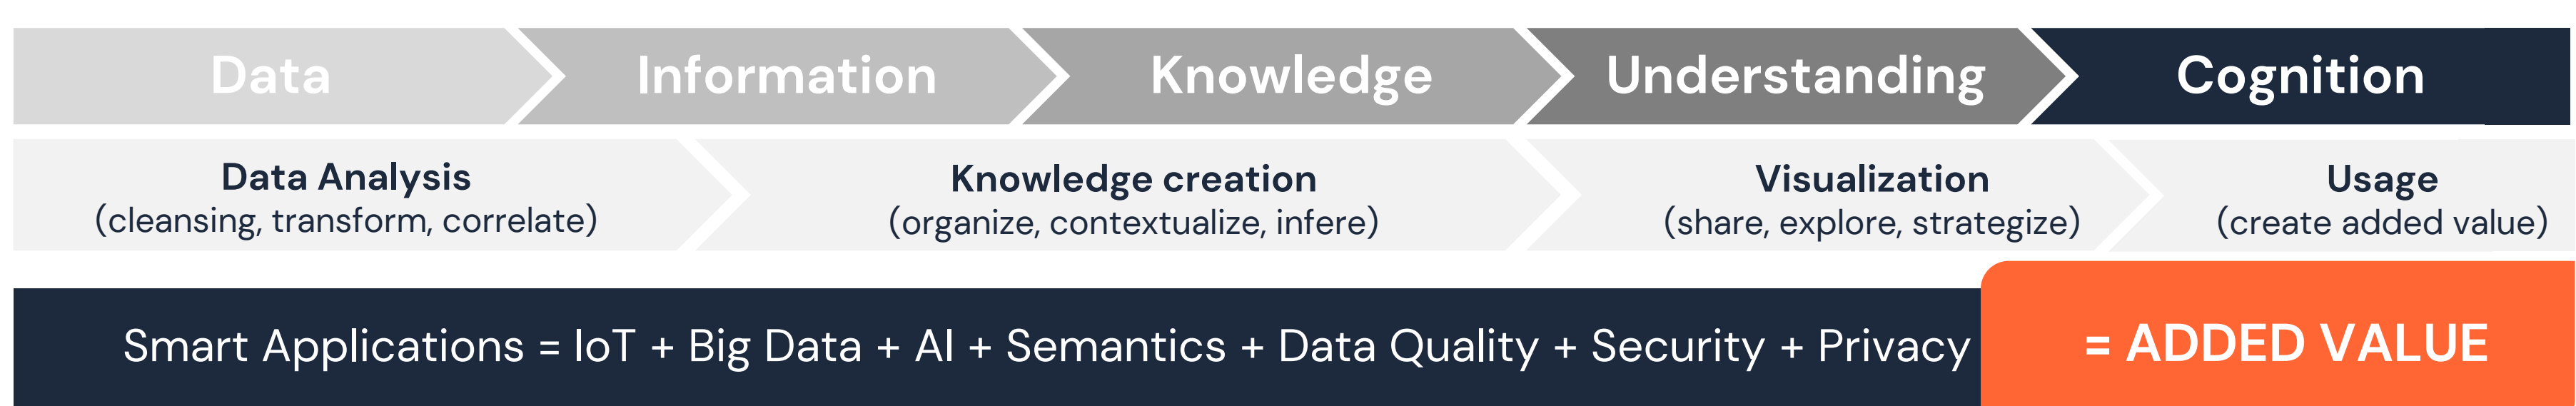 Data Information Knowledge Understanding Cognition
Data Analysis Knowledge creation Visualization Usage
(cleansing, transform, correlate) (organize, contextualize, infere) (share, explore, strategize) (create added value)
Smart Applications = IoT + Big Data + AI + Semantics + Data Quality + Security + Privacy = ADDED VALUE